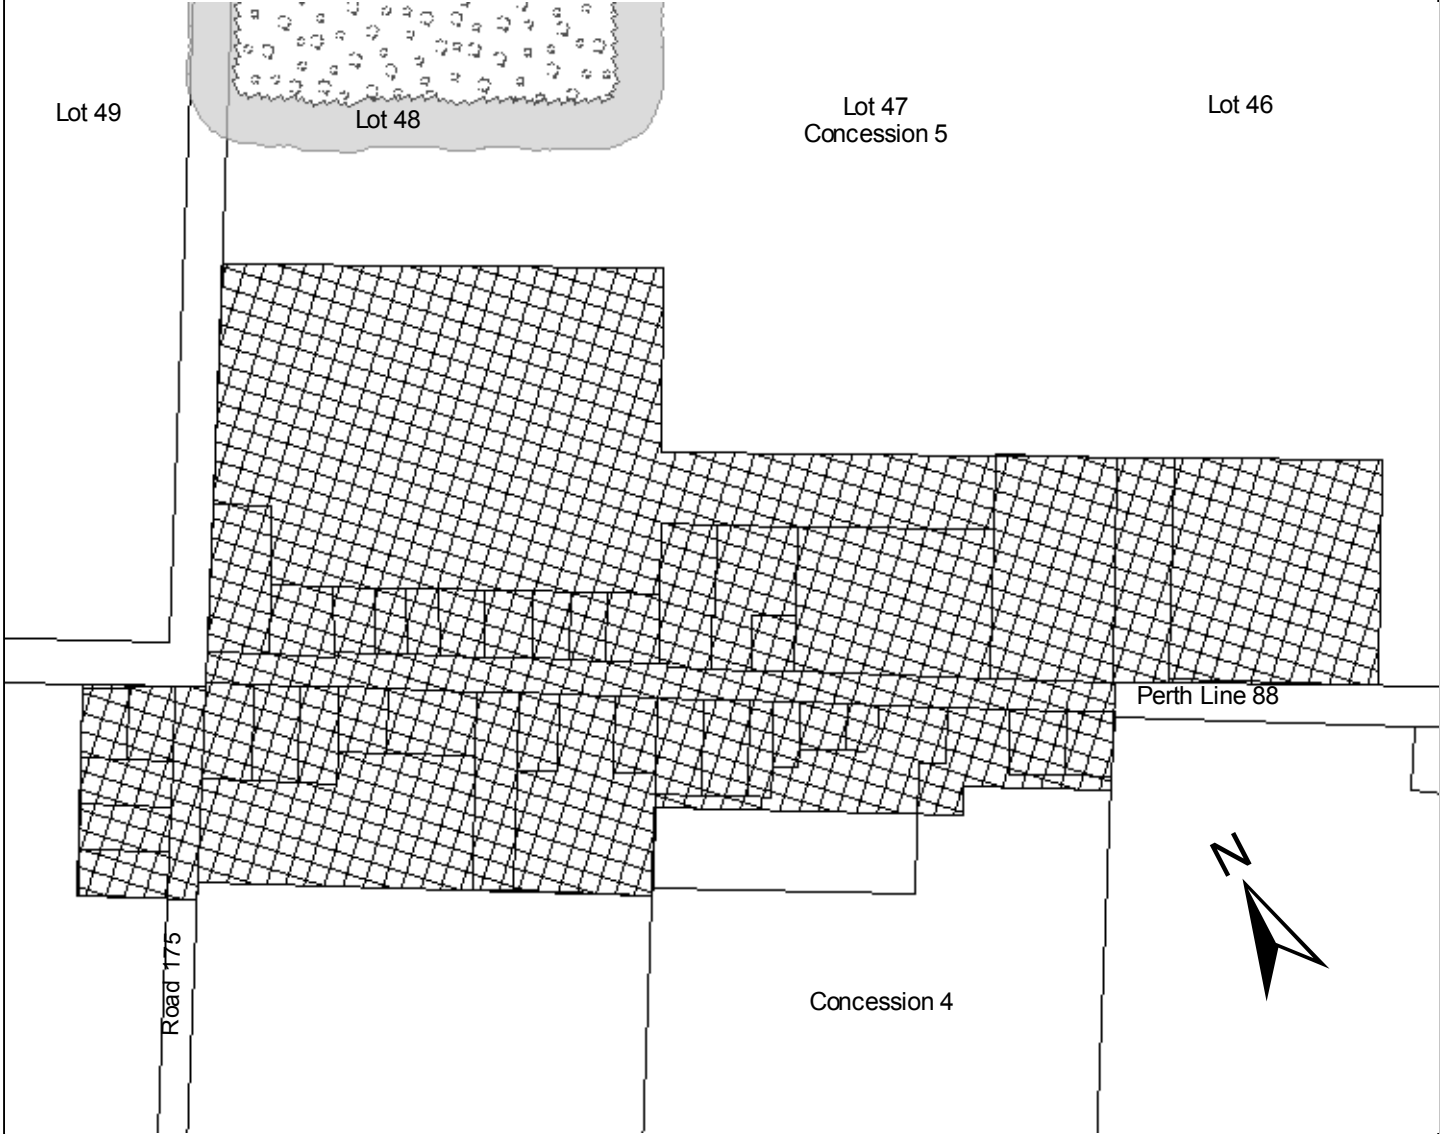 Lot 49
Lot 48
Lot 47
Concession 5
Lot 46
Perth Line 88
N
Road 175
Concession 4